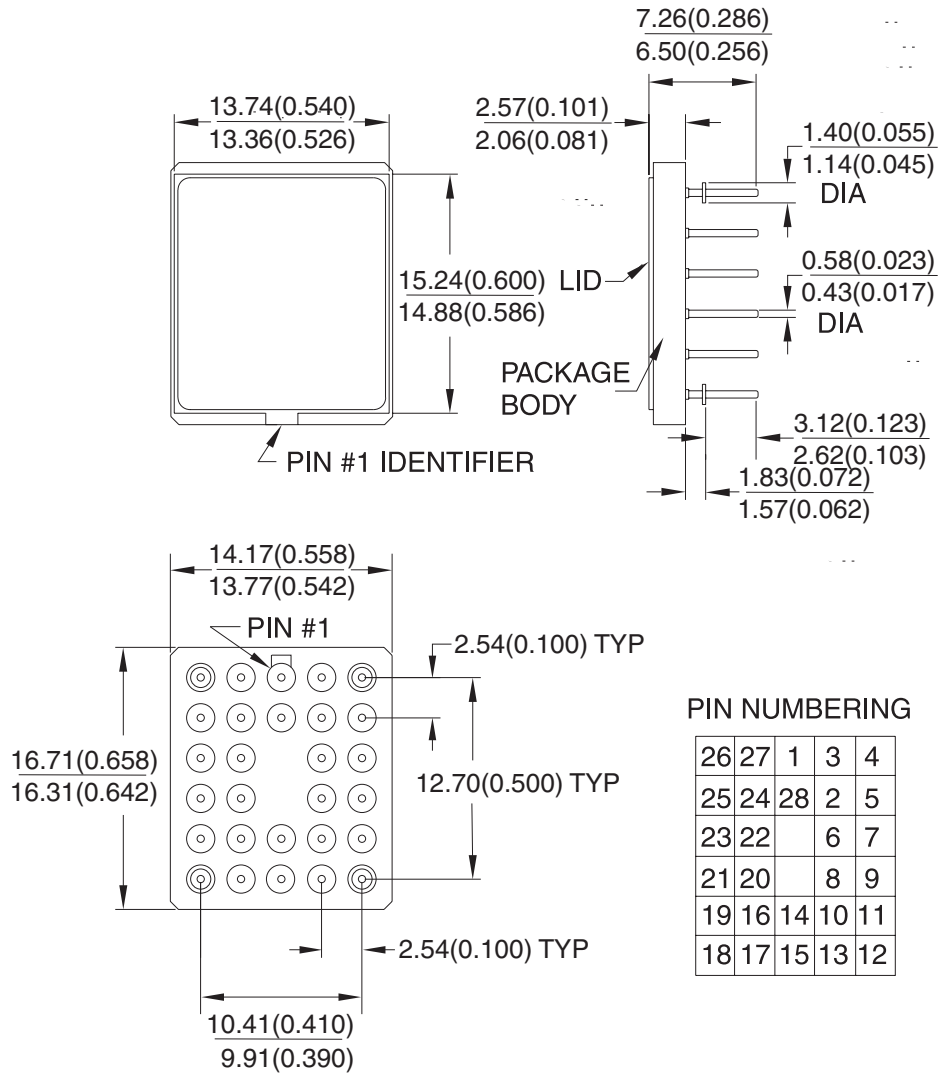 7.26(0.286)
6.50(0.256)
13.74(0.540)
13.36(0.526)
2.57(0.101)
2.06(0.081)
1.40(0.055)
1.14(0.045)
DIA
15.24(0.600)
14.88(0.586)
LID
0.58(0.023)
0.43(0.017)
DIA
PACKAGE
BODY
PIN #1 IDENTIFIER
3.12(0.123)
2.62(0.103)
1.83(0.072)
1.57(0.062)
14.17(0.558)
13.77(0.542)
PIN #1
2.54(0.100) TYP
16.71(0.658)
16.31(0.642)
12.70(0.500) TYP
2.54(0.100) TYP
10.41(0.410)
9.91(0.390)
PIN NUMBERING
26 27 1 3 4
25 24 28 2 5
23 22 6 7
21 20 8 9
19 16 14 10 11
18 17 15 13 12